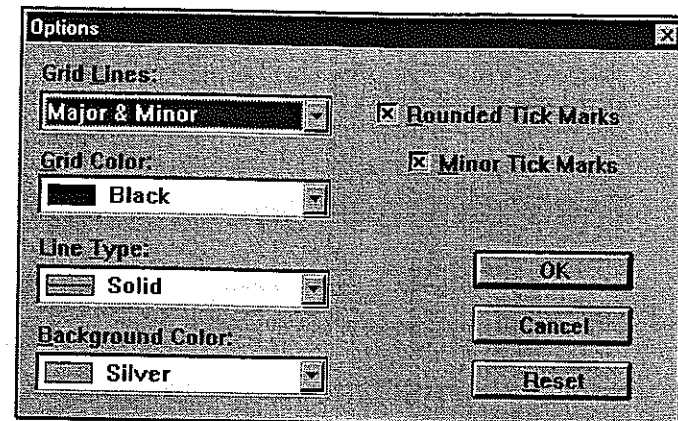 Options
Grid Lines:
Major & Minor
Rounded Tick Marks
Grid Color:
Minor Tick Marks
Black
Line Type:
Solid
OK
Background Color:
Cancel
Silver
Reset